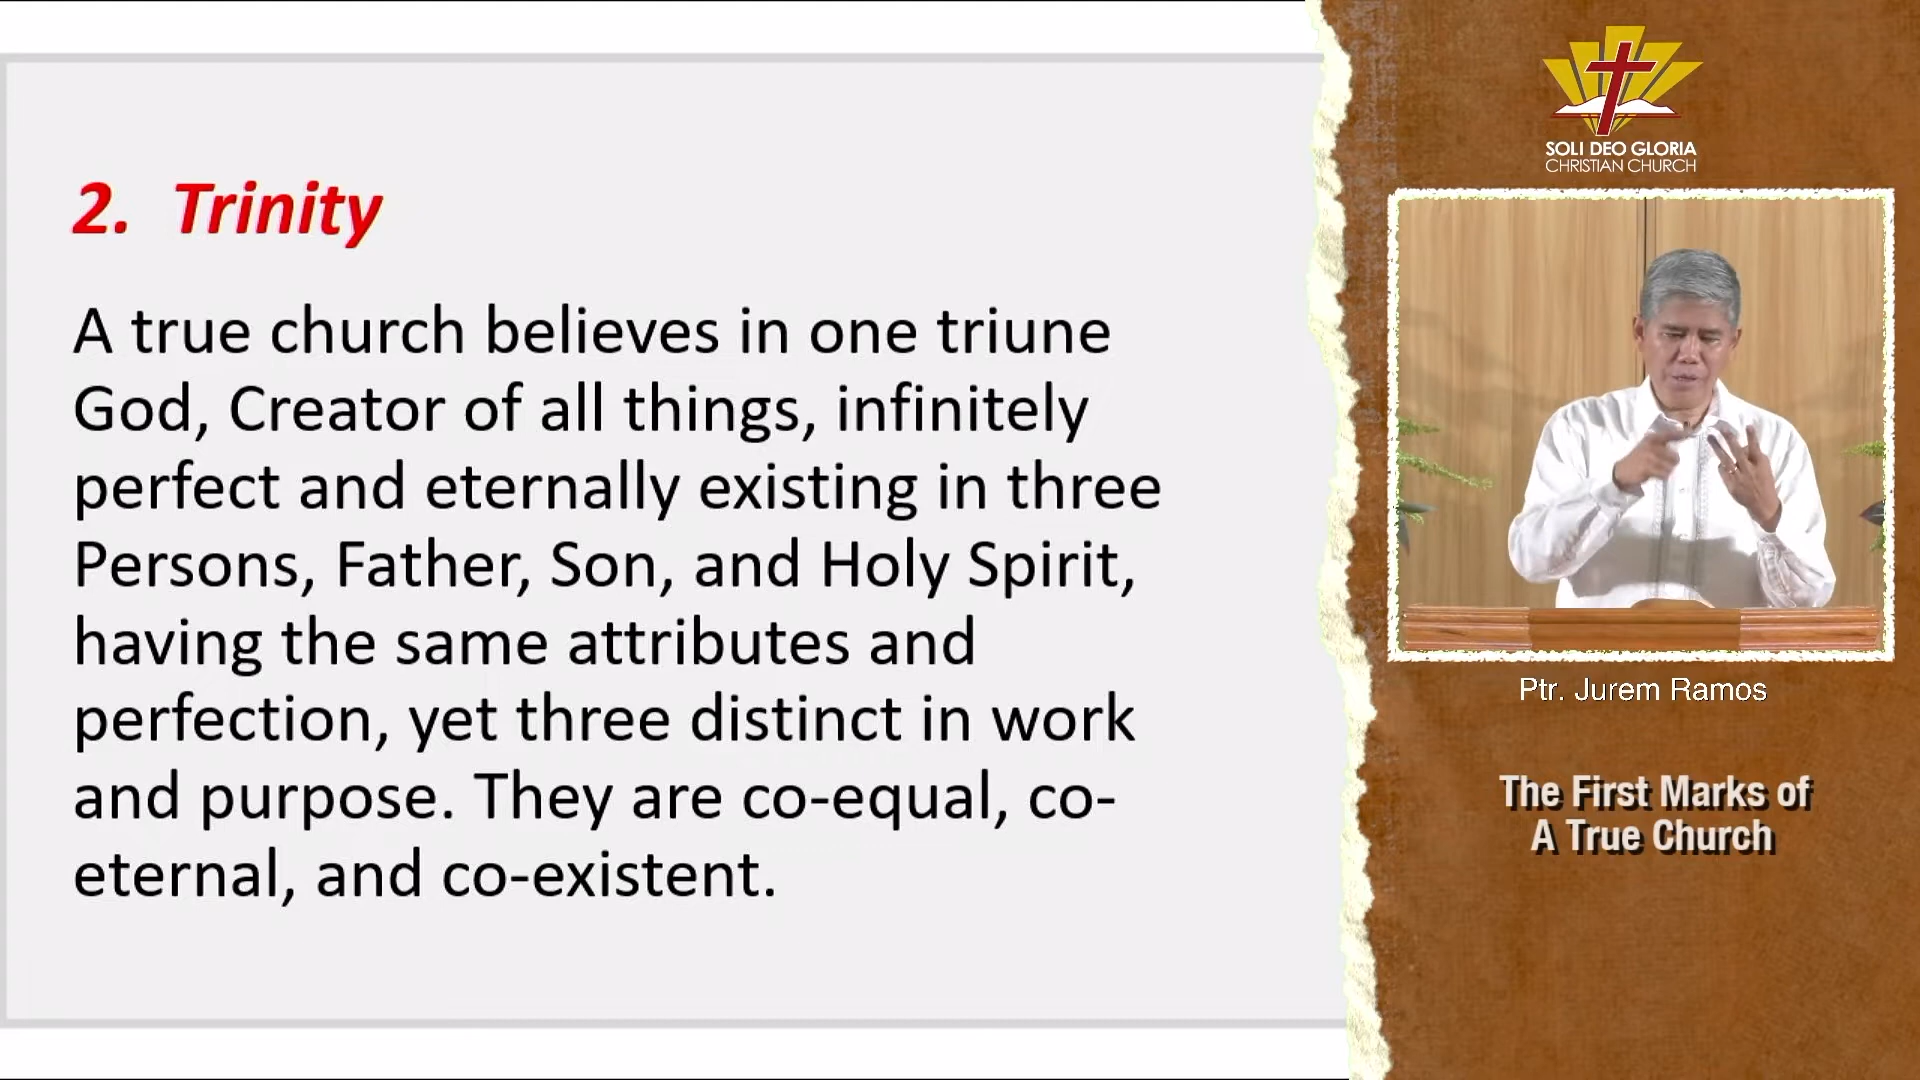 2. Trinity
A true church believes in one triune
God, Creator of all things, infinitely
perfect and eternally existing in three
Persons, Father, Son, and Holy Spirit,
having the same attributes and
perfection, yet three distinct in work
and purpose. They are co-equal, co-
eternal, and co-existent.
SOLI DEO GLORIA
CHRISTIAN CHURCH
Ptr. Jurem Ramos
The First Marks of
A True Church